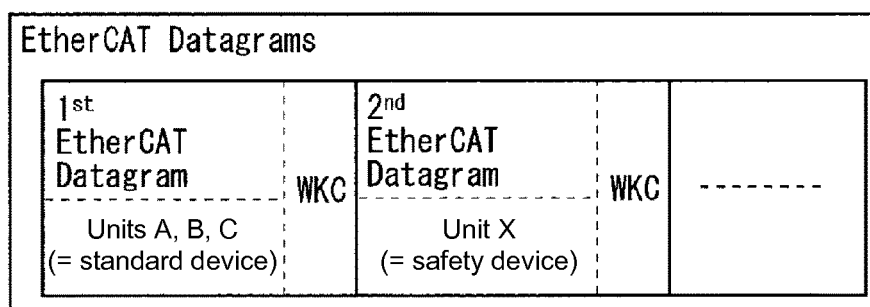 EtherCAT Datagrams
1st
EtherCAT
Datagram
Units A, B, C
(= standard device)
WKC
2nd
EtherCAT
Datagram
Unit X
(= safety device)
WKC
--------